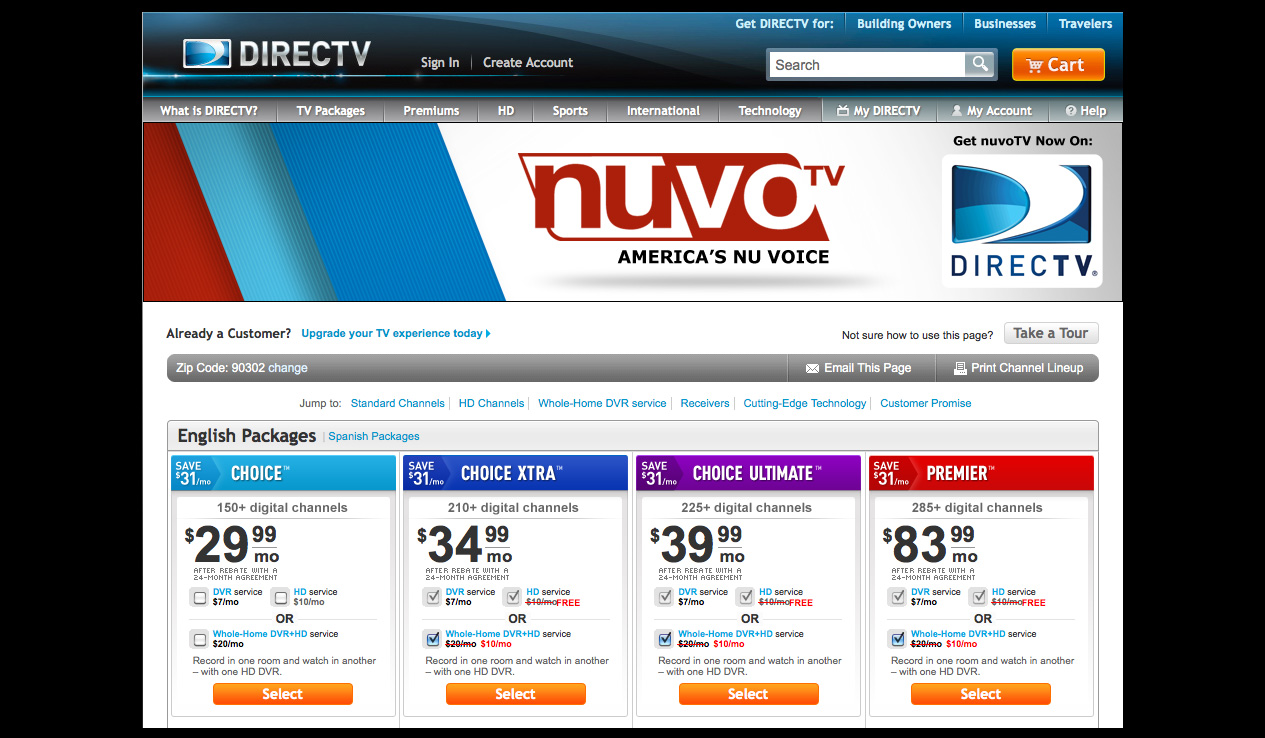 Get DIRECTV for: Building Owners Businesses Travelers
DIRECTV Sign In Create Account Search Cart
What is DIRECTV? TV Packages Premiums HD Sports International Technology My DIRECTV My Account Help
Get nuvoTV Now On:
nuvo TV
AMERICA'S NU VOICE
DIRECTV®
Already a Customer? Upgrade your TV experience today
Not sure how to use this page? Take a Tour
Zip Code: 90302 change Email This Page Print Channel Lineup
Jump to: Standard Channels HD Channels Whole-Home DVR service Receivers Cutting-Edge Technology Customer Promise
English Packages | Spanish Packages
SAVE $31/mo CHOICE™
150+ digital channels
$29.99 mo
AFTER REBATE WITH A
24-MONTH AGREEMENT
DVR service $7/mo HD service $10/mo
OR
Whole-Home DVR+HD service
$20/mo
Record in one room and watch in another
– with one HD DVR.
Select
SAVE $31/mo CHOICE XTRA™
210+ digital channels
$34.99 mo
AFTER REBATE WITH A
24-MONTH AGREEMENT
DVR service $7/mo HD service $10/mo FREE
OR
Whole-Home DVR+HD service
$20/mo $10/mo
Record in one room and watch in another
– with one HD DVR.
Select
SAVE $31/mo CHOICE ULTIMATE™
225+ digital channels
$39.99 mo
AFTER REBATE WITH A
24-MONTH AGREEMENT
DVR service $7/mo HD service $10/mo FREE
OR
Whole-Home DVR+HD service
$20/mo $10/mo
Record in one room and watch in another
– with one HD DVR.
Select
SAVE $31/mo PREMIER™
285+ digital channels
$83.99 mo
AFTER REBATE WITH A
24-MONTH AGREEMENT
DVR service $7/mo HD service $10/mo FREE
OR
Whole-Home DVR+HD service
$20/mo $10/mo
Record in one room and watch in another
– with one HD DVR.
Select